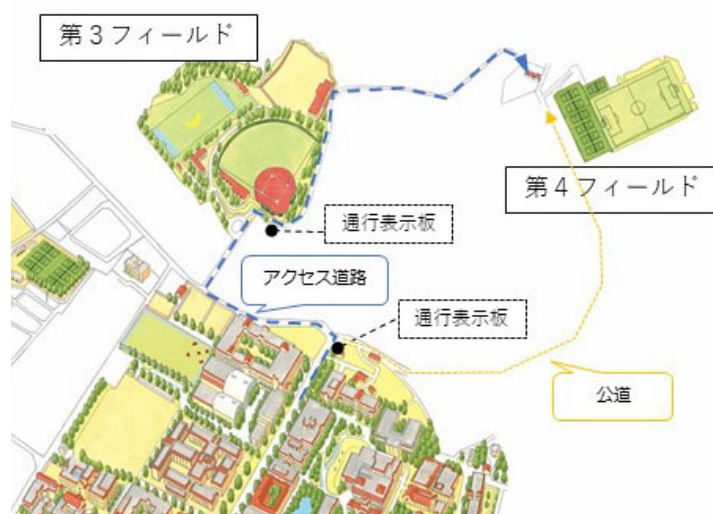 第３フィールド
第４フィールド
通行表示板
アクセス道路
通行表示板
公道